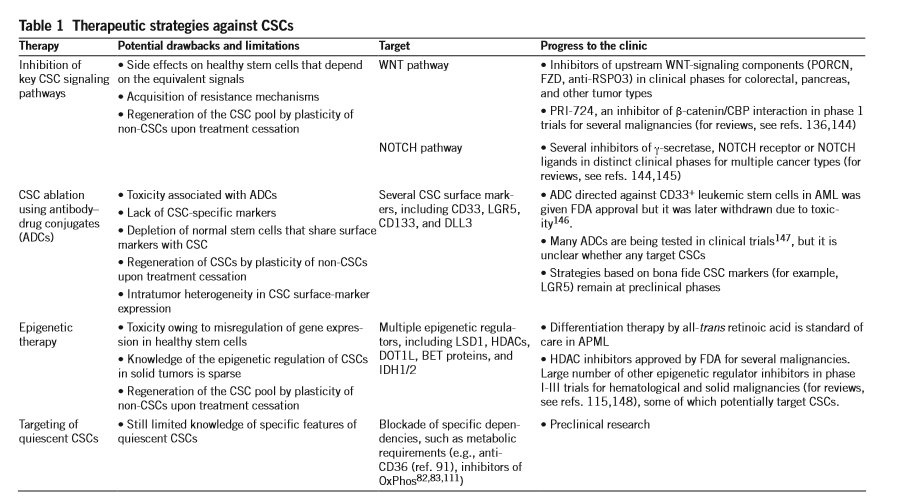 Table 1 Therapeutic strategies against CSCs
Therapy
Potential drawbacks and limitations
Target
Progress to the clinic
Inhibition of
key CSC signaling
pathways
• Side effects on healthy stem cells that depend
on the equivalent signals
• Acquisition of resistance mechanisms
• Regeneration of the CSC pool by plasticity of
non-CSCs upon treatment cessation
WNT pathway
• Inhibitors of upstream WNT-signaling components (PORCN,
FZD, anti-RSPO3) in clinical phases for colorectal, pancreas,
and other tumor types
• PRI-724, an inhibitor of β-catenin/CBP interaction in phase 1
trials for several malignancies (for reviews, see refs. 136,144)
NOTCH pathway
• Several inhibitors of γ-secretase, NOTCH receptor or NOTCH
ligands in distinct clinical phases for multiple cancer types (for
reviews, see refs. 144,145)
CSC ablation
using antibody–
drug conjugates
(ADCs)
• Toxicity associated with ADCs
• Lack of CSC-specific markers
• Depletion of normal stem cells that share surface
markers with CSC
• Regeneration of CSCs by plasticity of non-CSCs
upon treatment cessation
• Intratumor heterogeneity in CSC surface-marker
expression
Several CSC surface mark-
ers, including CD33, LGR5,
CD133, and DLL3
• ADC directed against CD33+ leukemic stem cells in AML was
given FDA approval but it was later withdrawn due to toxic-
ity146.
• Many ADCs are being tested in clinical trials147, but it is
unclear whether any target CSCs
• Strategies based on bona fide CSC markers (for example,
LGR5) remain at preclinical phases
Epigenetic
therapy
• Toxicity owing to misregulation of gene expres-
sion in healthy stem cells
• Knowledge of the epigenetic regulation of CSCs
in solid tumors is sparse
• Regeneration of the CSC pool by plasticity of
non-CSCs upon treatment cessation
Multiple epigenetic regula-
tors, including LSD1, HDACs,
DOT1L, BET proteins, and
IDH1/2
• Differentiation therapy by all-trans retinoic acid is standard of
care in APML
• HDAC inhibitors approved by FDA for several malignancies.
Large number of other epigenetic regulator inhibitors in phase
I-III trials for hematological and solid malignancies (for reviews,
see refs. 115,148), some of which potentially target CSCs.
Targeting of
quiescent CSCs
• Still limited knowledge of specific features of
quiescent CSCs
Blockade of specific depen-
dencies, such as metabolic
requirements (e.g., anti-
CD36 (ref. 91), inhibitors of
OxPhos82,83,111)
• Preclinical research